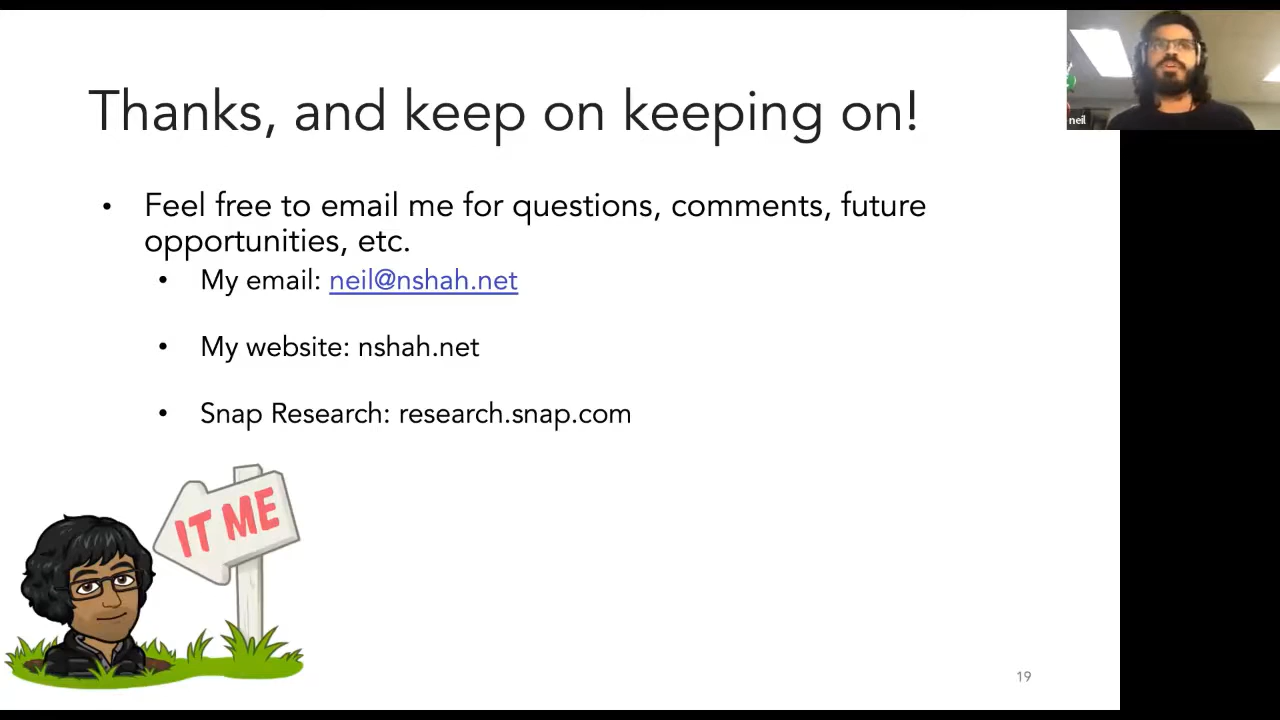 Thanks, and keep on keeping on!
• Feel free to email me for questions, comments, future
opportunities, etc.
• My email: neil@nshah.net
• My website: nshah.net
• Snap Research: research.snap.com
IT ME
19
neil